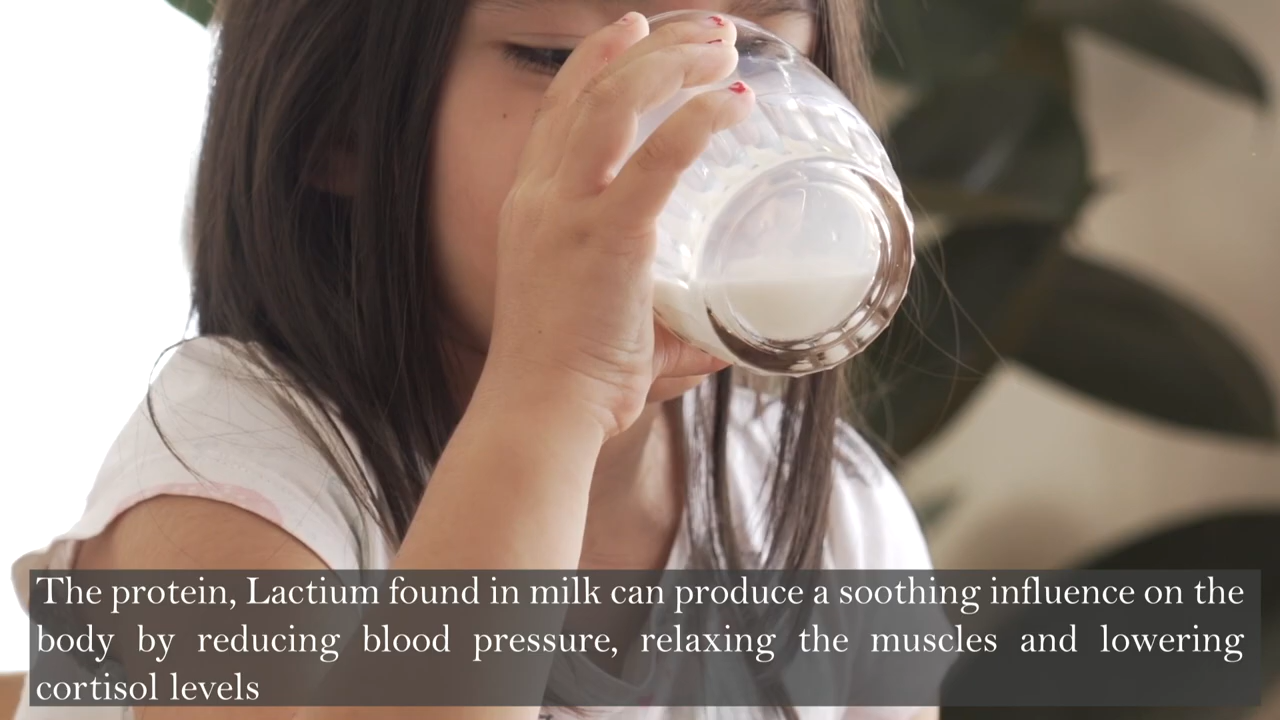 The protein, Lactium found in milk can produce a soothing influence on the
body by reducing blood pressure, relaxing the muscles and lowering
cortisol levels